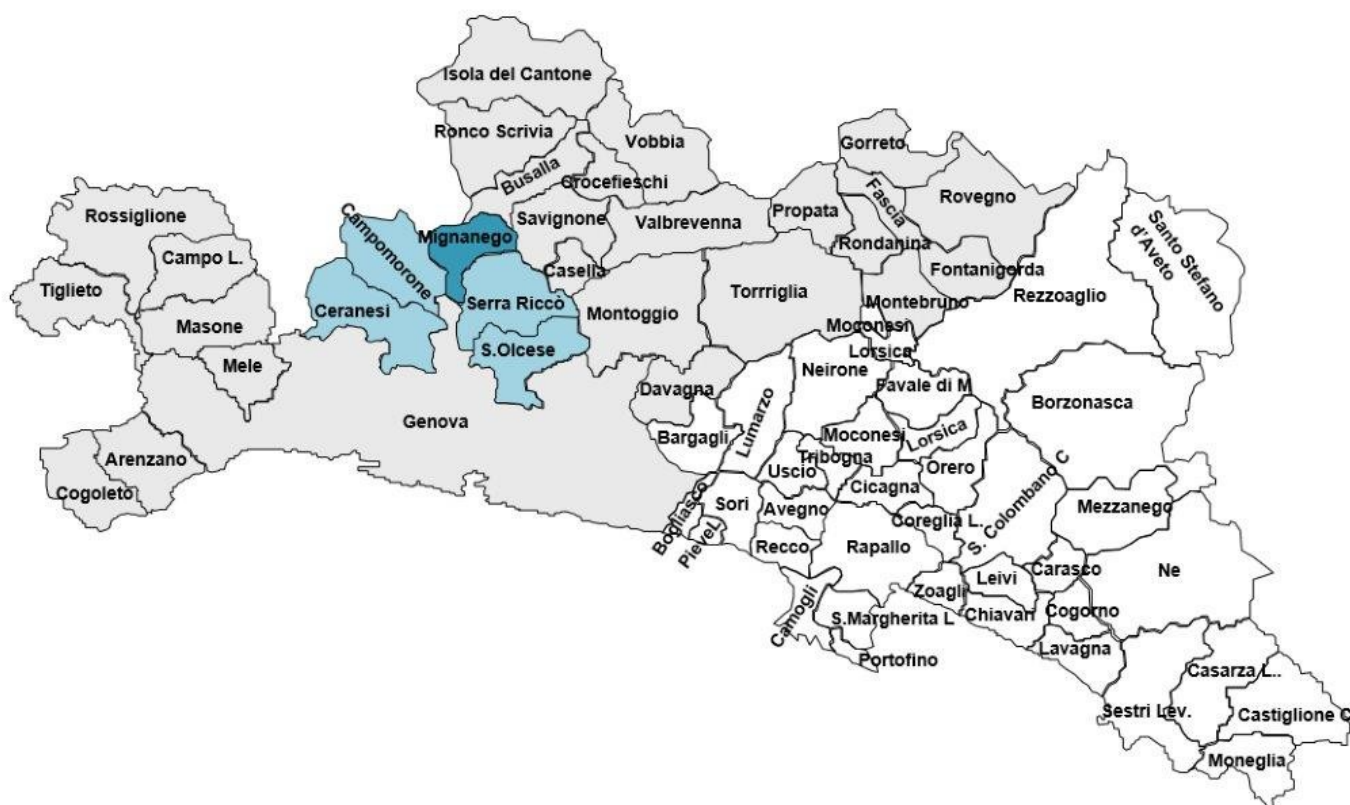 Isola del Cantone
Ronco Scrivia
Vobbia
Gorreto
Busalla
Crocefieschi
Fascia
Rovegno
Rossiglione
Campomorone
Mignanego
Savignone
Valbrevenna
Propata
Rondanina
Santo Stefano
d'Aveto
Campo L.
Casella
Fontanigorda
Tiglieto
Ceranesi
Serra Riccò
Montoggio
Torrriglia
Montebruno
Rezzoaglio
Masone
Moconesi
S.Olcese
Lorsica
Mele
Neirone
Davagna
Favale di M
Borzonasca
Genova
Lumarzo
Bargagli
Moconesi
Lorsica
Arenzano
Tribogna
Uscio
Orero
Cogoleto
Cicagna
S. Colombano C
Bogliasco
Sori
Avegno
Mezzanego
Coreglia L.
PieveL
Recco
Rapallo
Carasco
Ne
Leivi
Zoagli
Camogli
S.Margherita L
Chiavari
Cogorno
Lavagna
Portofino
Casarza L..
Sestri Lev.
Castiglione C
Moneglia